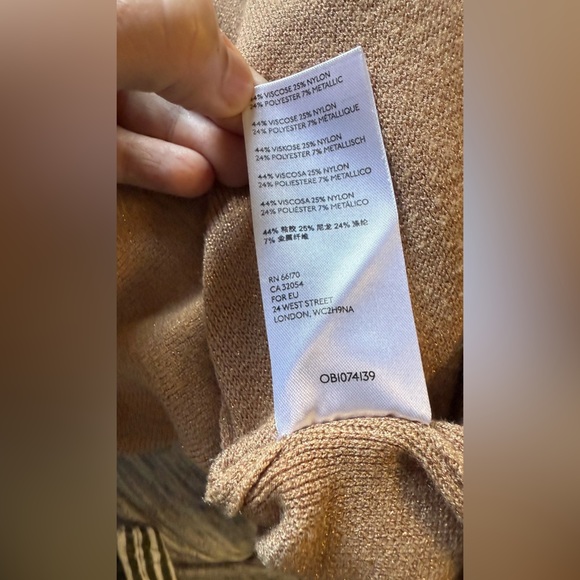 44% VISCOSE 25% NYLON
24% POLYESTER 7% METALLIC
44% VISCOSE 25% NYLON
24% POLYESTER 7% MÉTALLIQUE
44% VISKOSE 25% NYLON
24% POLYESTER 7% METALLISCH
44% VISCOSA 25% NYLON
24% POLIESTERE 7% METALLICO
44% VISCOSA 25% NYLON
24% POLIÉSTER 7% METÁLICO
44% 粘胶 25% 尼龙 24% 涤纶
7% 金属纤维
RN 66170
CA 32054
FOR EU
24 WEST STREET
LONDON, WC2H9NA
OB1074139